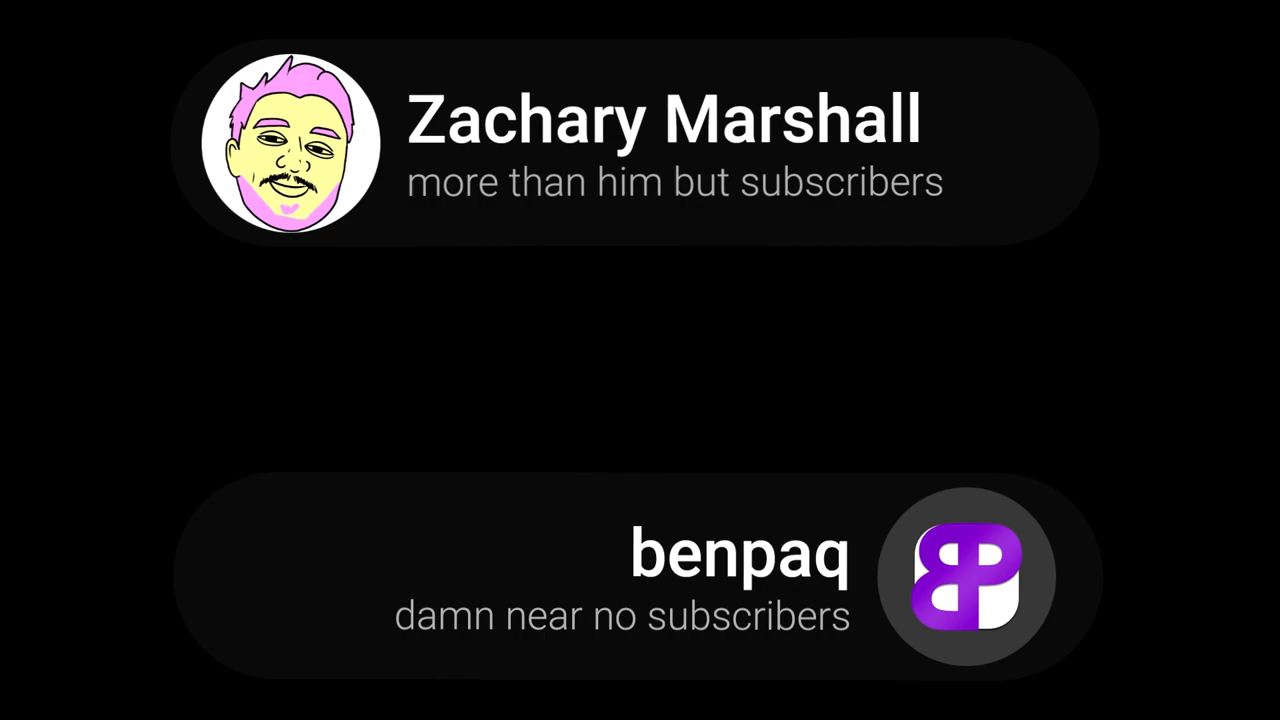 Zachary Marshall
more than him but subscribers
benpaq
damn near no subscribers